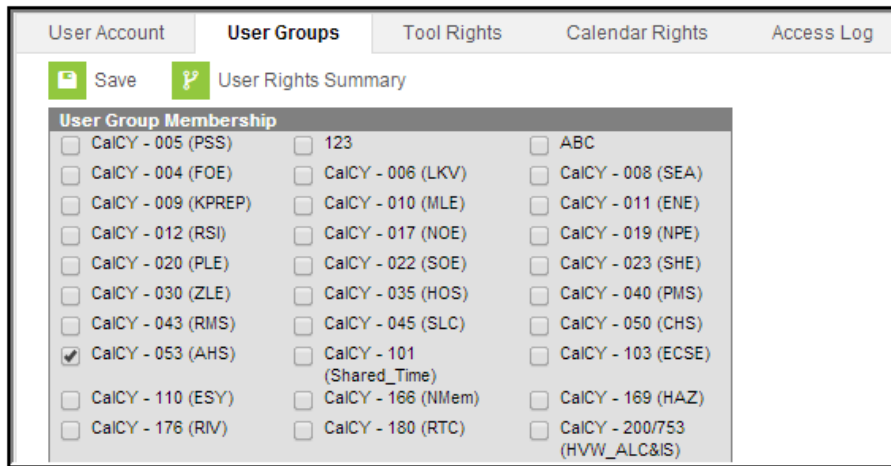 User Account User Groups Tool Rights Calendar Rights Access Log
Save User Rights Summary
User Group Membership
CalCY - 005 (PSS) 123 ABC
CalCY - 004 (FOE) CalCY - 006 (LKV) CalCY - 008 (SEA)
CalCY - 009 (KPREP) CalCY - 010 (MLE) CalCY - 011 (ENE)
CalCY - 012 (RSI) CalCY - 017 (NOE) CalCY - 019 (NPE)
CalCY - 020 (PLE) CalCY - 022 (SOE) CalCY - 023 (SHE)
CalCY - 030 (ZLE) CalCY - 035 (HOS) CalCY - 040 (PMS)
CalCY - 043 (RMS) CalCY - 045 (SLC) CalCY - 050 (CHS)
CalCY - 053 (AHS) CalCY - 101 CalCY - 103 (ECSE)
(Shared_Time)
CalCY - 110 (ESY) CalCY - 166 (NMem) CalCY - 169 (HAZ)
CalCY - 176 (RIV) CalCY - 180 (RTC) CalCY - 200/753
(HVW_ALC&IS)